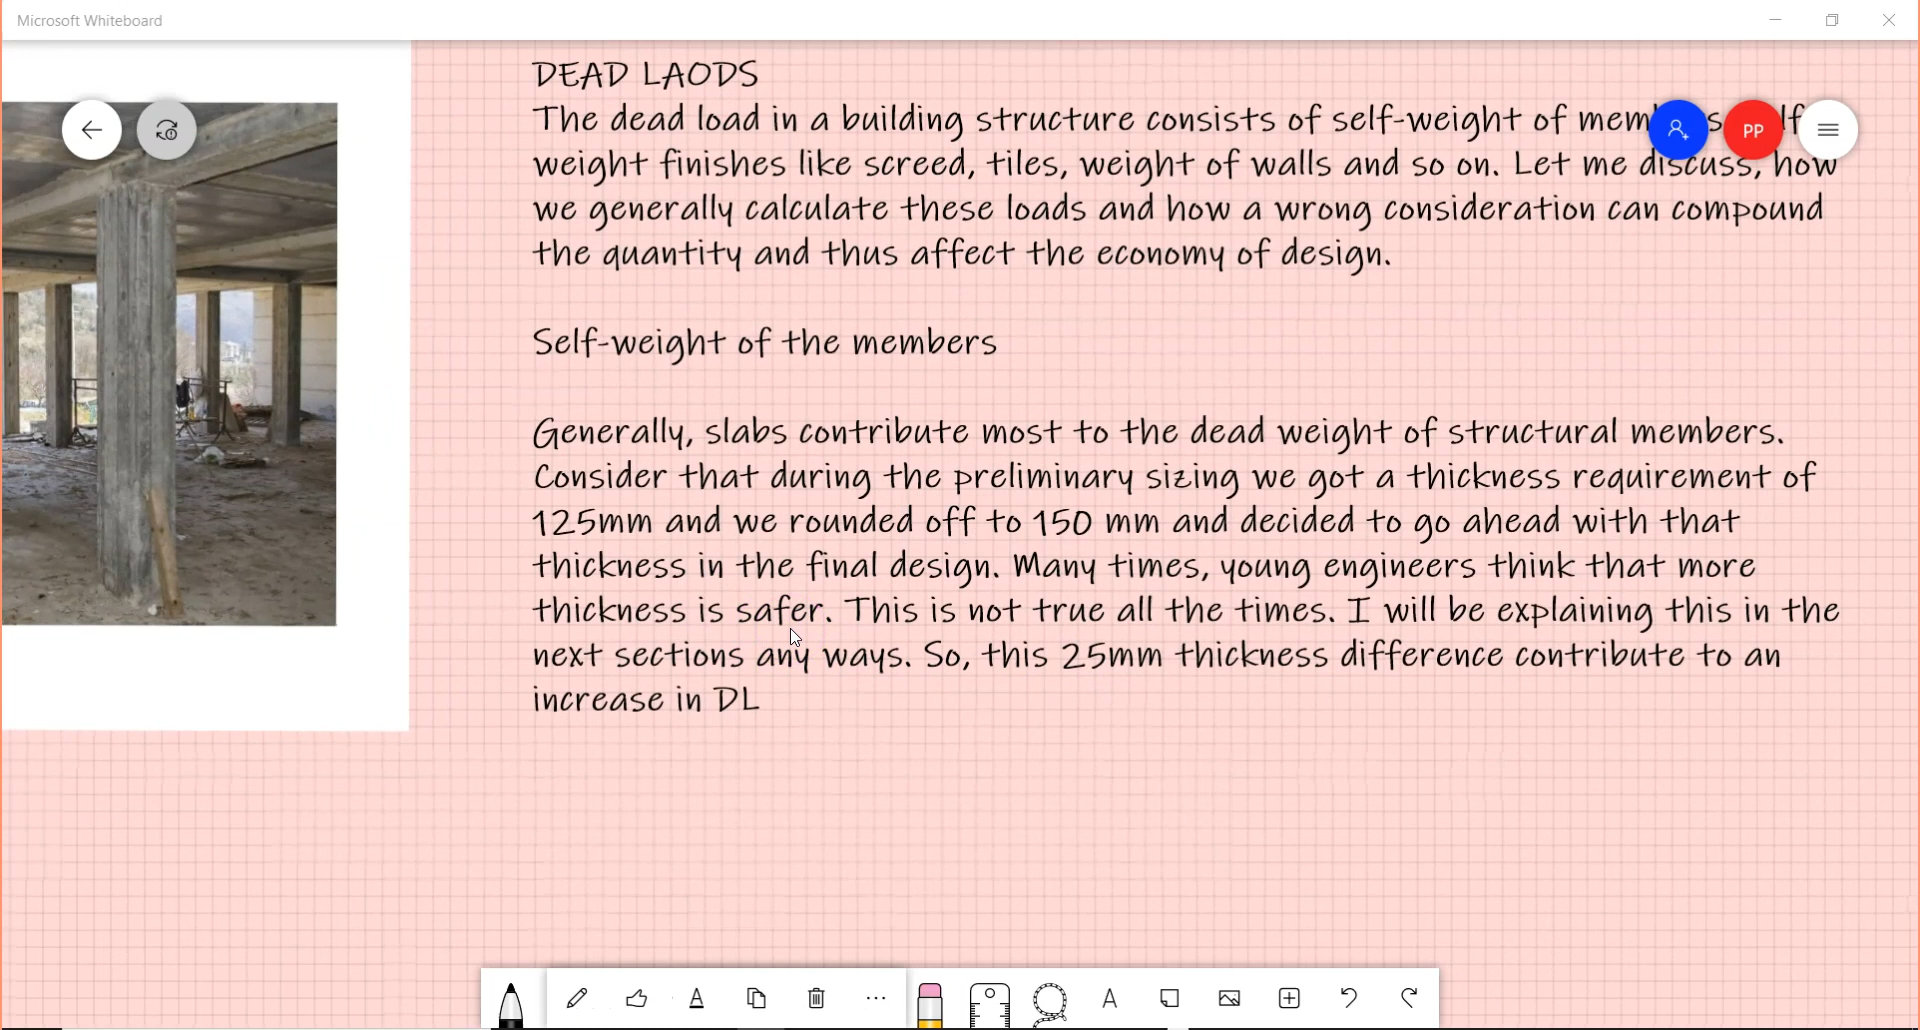 Microsoft Whiteboard
DEAD LAODS
The dead load in a building structure consists of self-weight of
weight finishes like screed, tiles, weight of walls and so on. Let me discuss, how
we generally calculate these loads and how a wrong consideration can compound
the quantity and thus affect the economy of design.
PP
Self-weight of the members
Generally, slabs contribute most to the dead weight of structural members.
Consider that during the preliminary sizing we got a thickness requirement of
125mm and we rounded off to 150 mm and decided to go ahead with that
thickness in the final design. Many times, young engineers think that more
thickness is safer. This is not true all the times. I will be explaining this in the
next sections any ways. So, this 25mm thickness difference contribute to an
increase in DL